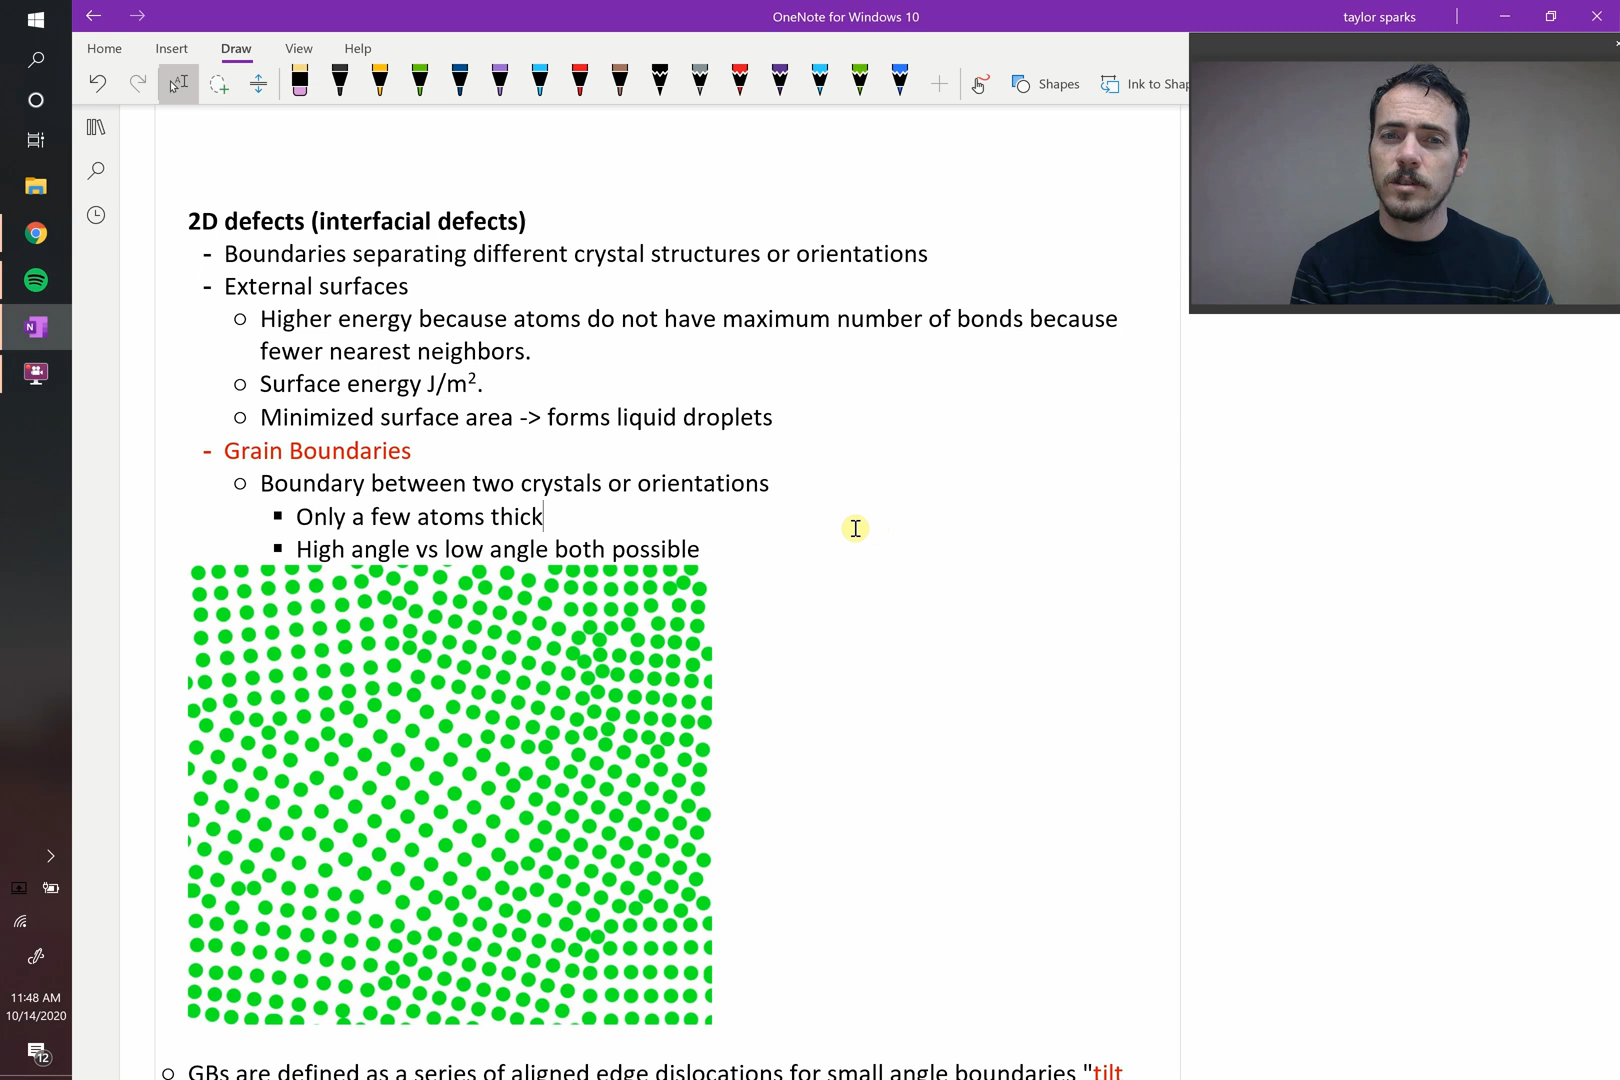 OneNote for Windows 10
taylor sparks
Home Insert Draw View Help
Shapes
Ink to Shap
2D defects (interfacial defects)
- Boundaries separating different crystal structures or orientations
- External surfaces
○ Higher energy because atoms do not have maximum number of bonds because
fewer nearest neighbors.
○ Surface energy J/m².
○ Minimized surface area -> forms liquid droplets
- Grain Boundaries
○ Boundary between two crystals or orientations
▪ Only a few atoms thick
▪ High angle vs low angle both possible
○ GBs are defined as a series of aligned edge dislocations for small angle boundaries "tilt
11:48 AM
10/14/2020
12